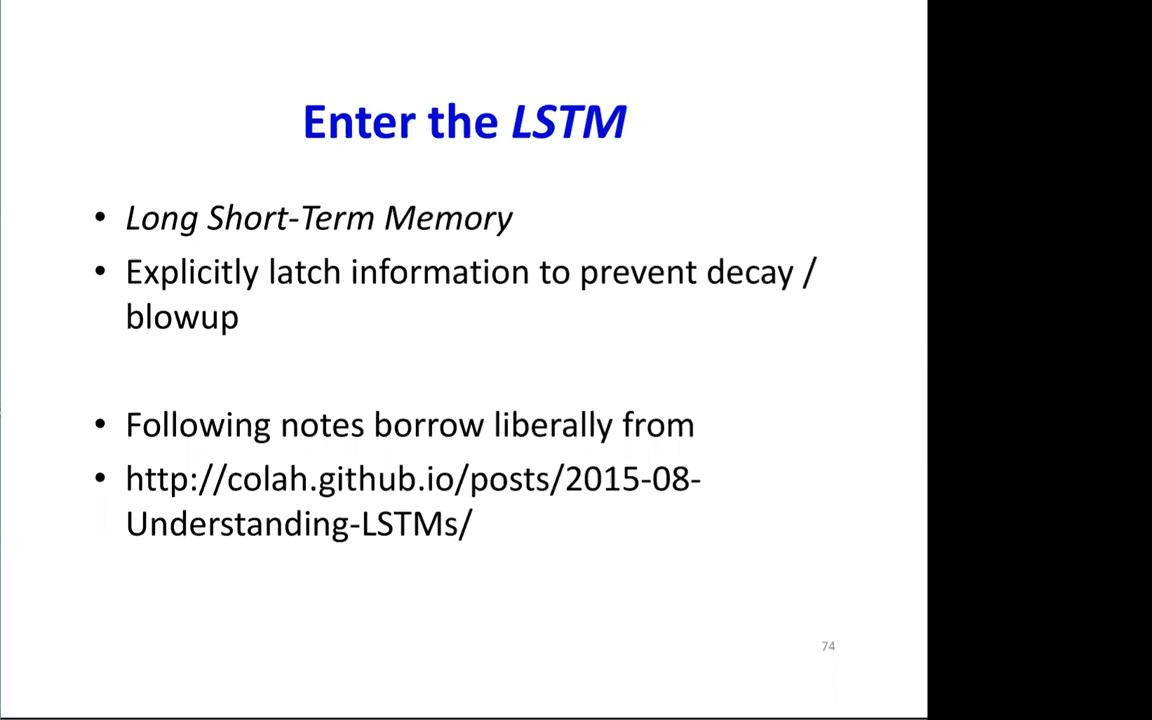 Enter the LSTM
• Long Short-Term Memory
• Explicitly latch information to prevent decay /
blowup
• Following notes borrow liberally from
• http://colah.github.io/posts/2015-08-
Understanding-LSTMs/
74